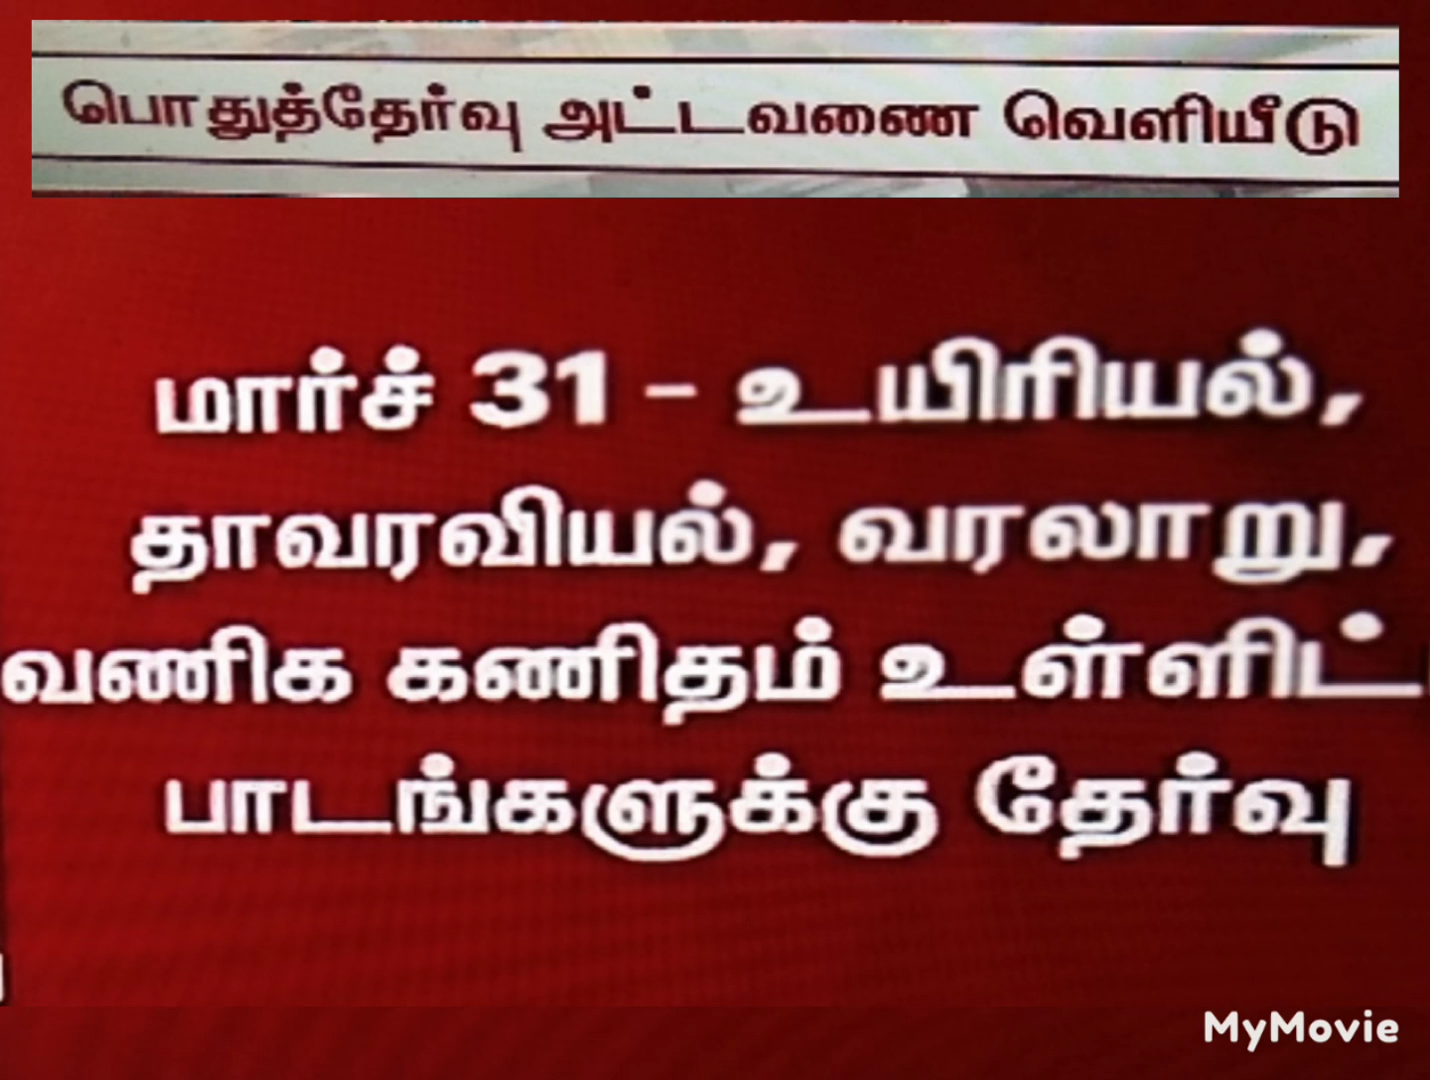 பொதுத்தேர்வு அட்டவணை வெளியீடு
மார்ச் 31 - உயிரியல்,
தாவரவியல், வரலாறு,
வணிக கணிதம்
பாடங்களுக்கு தேர்வு
MyMovie